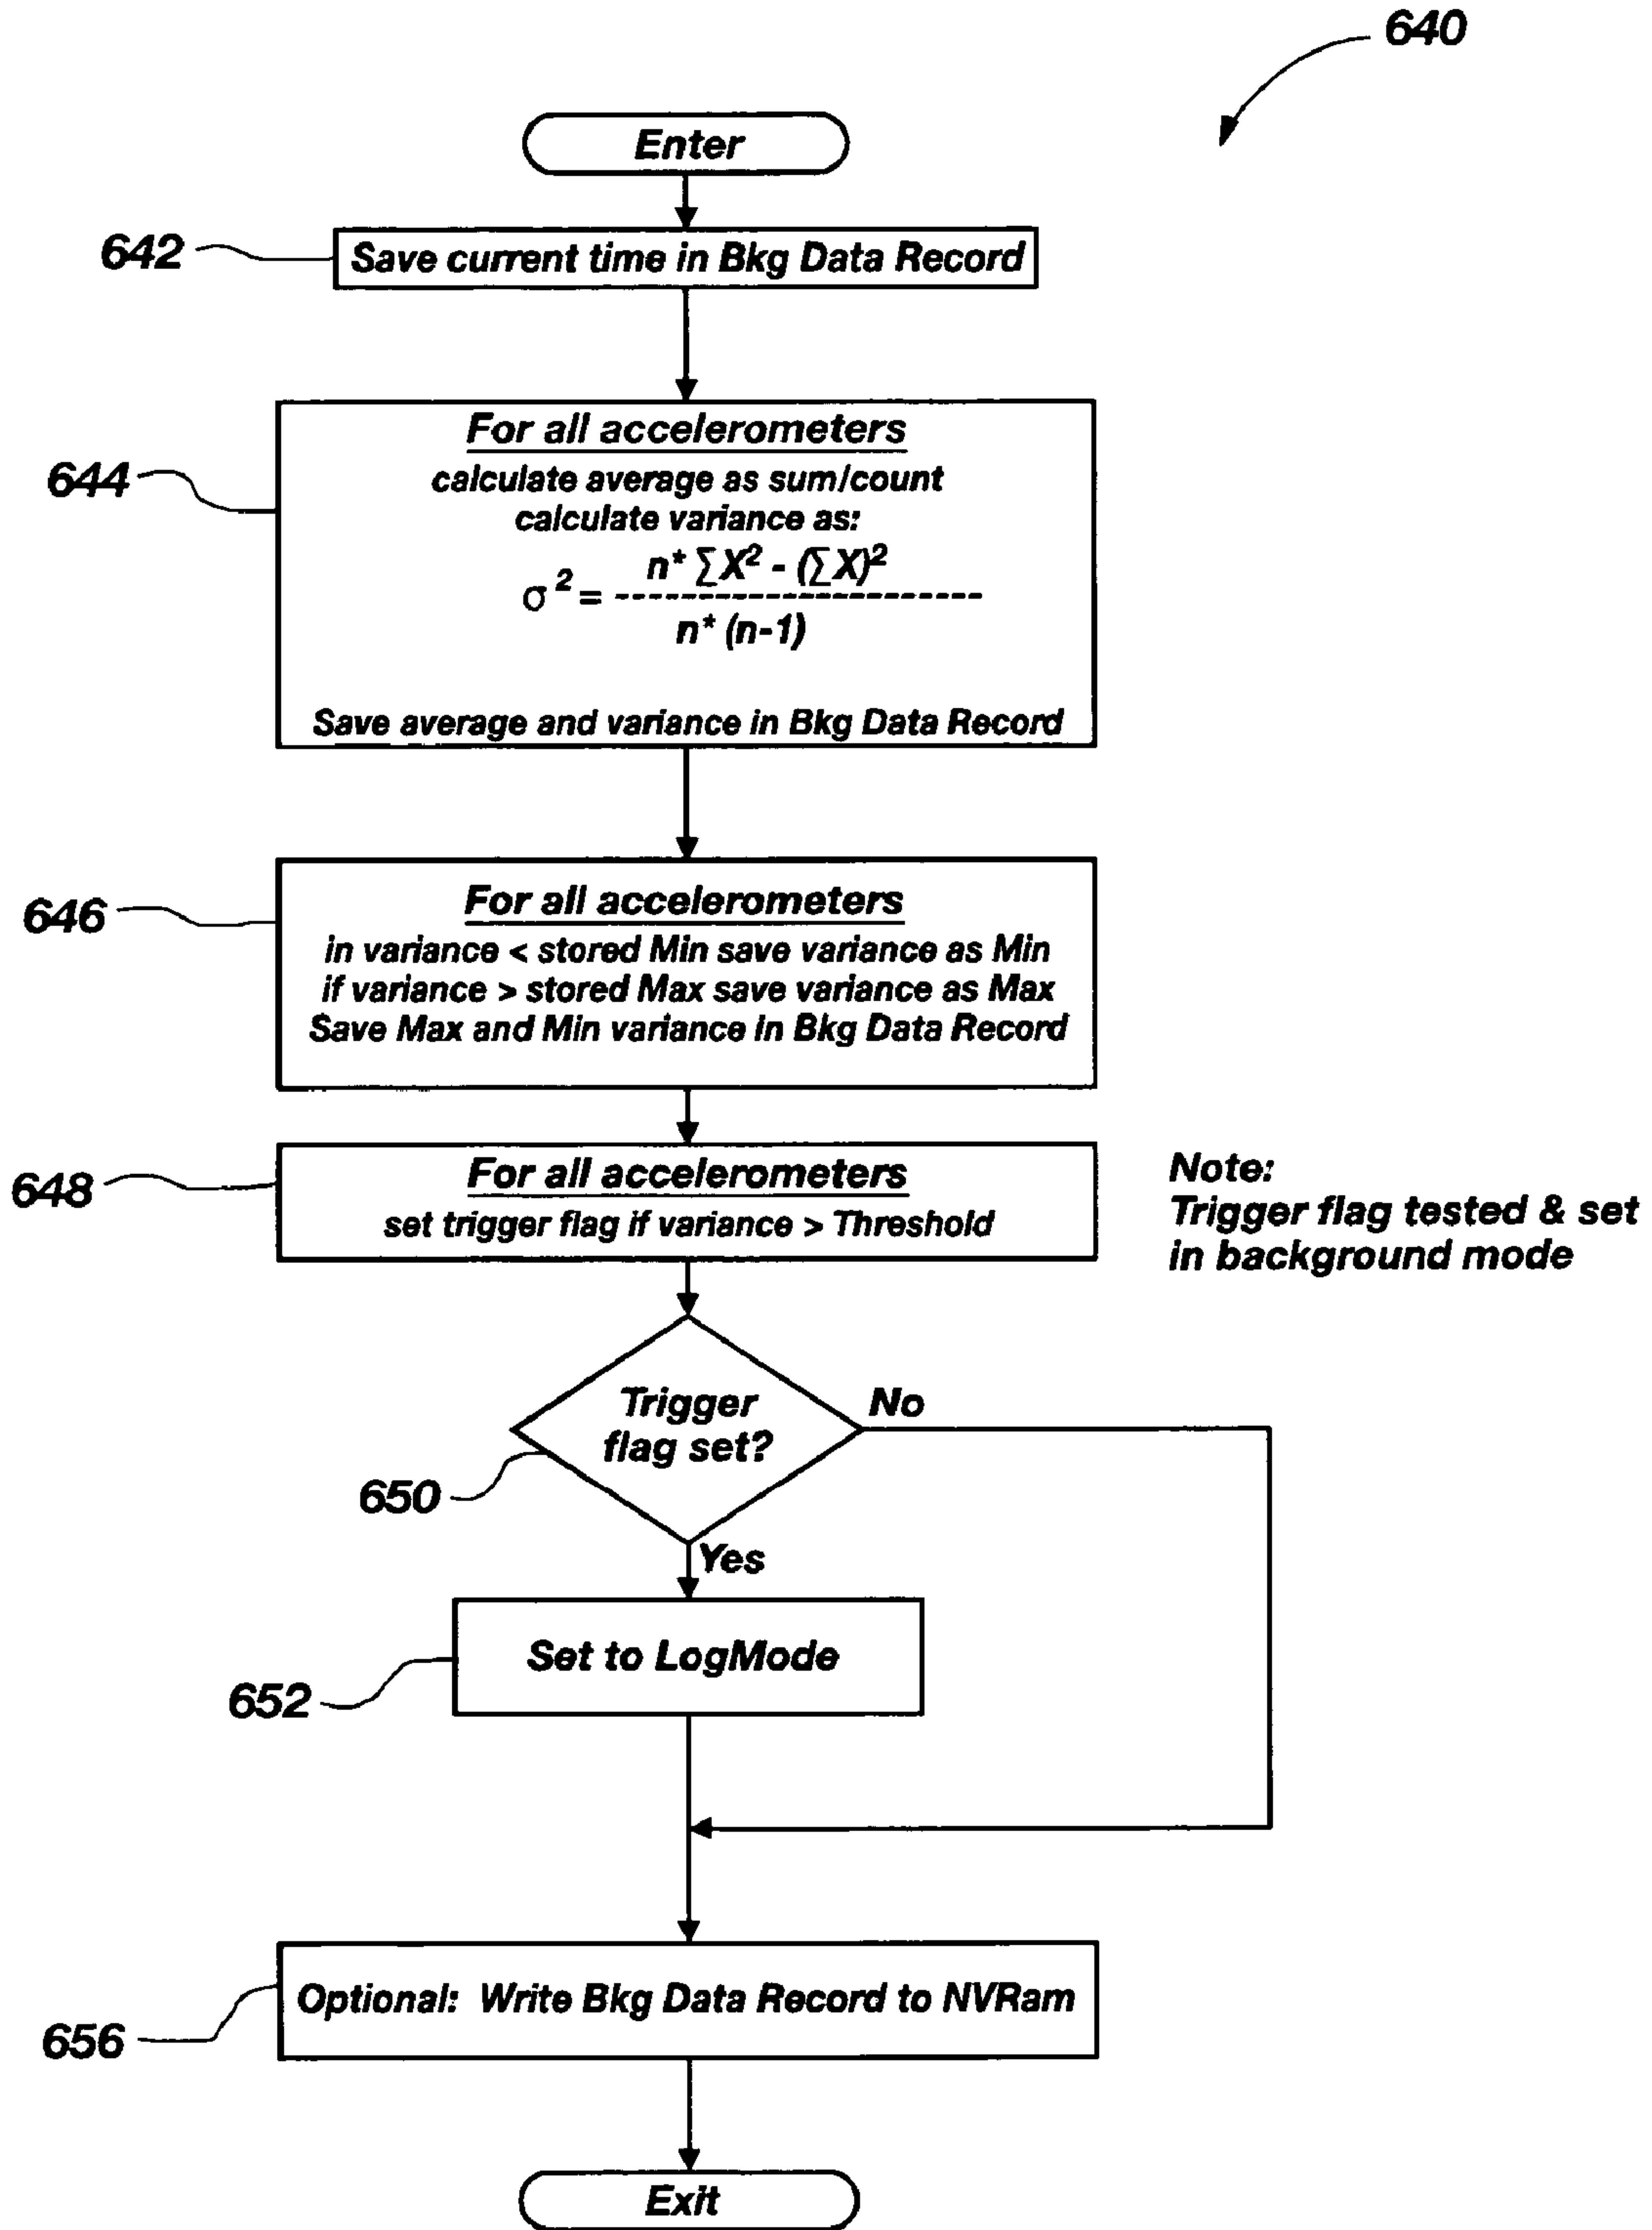 640
Enter
642
Save current time in Bkg Data Record
644
For all accelerometers
calculate average as sum/count
calculate variance as:
n* ∑X² - (∑X)²
σ² = ----------------------
n* (n-1)
Save average and variance in Bkg Data Record
646
For all accelerometers
in variance < stored Min save variance as Min
if variance > stored Max save variance as Max
Save Max and Min variance in Bkg Data Record
648
For all accelerometers
set trigger flag if variance > Threshold
Note:
Trigger flag tested & set
in background mode
Trigger
flag set?
No
650
Yes
Set to LogMode
652
Optional: Write Bkg Data Record to NVRam
656
Exit